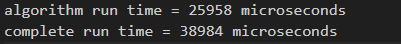 algorithm run time = 25958 microseconds
complete run time = 38984 microseconds